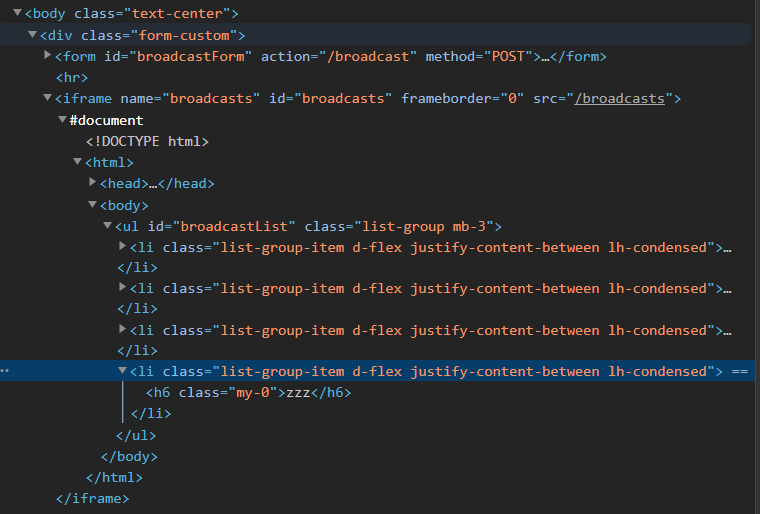 <body class="text-center">
<div class="form-custom">
<form id="broadcastForm" action="/broadcast" method="POST">…</form>
<hr>
<iframe name="broadcasts" id="broadcasts" frameborder="0" src="/broadcasts">
#document
<!DOCTYPE html>
<html>
<head>…</head>
<body>
<ul id="broadcastList" class="list-group mb-3">
<li class="list-group-item d-flex justify-content-between lh-condensed">…
</li>
<li class="list-group-item d-flex justify-content-between lh-condensed">…
</li>
<li class="list-group-item d-flex justify-content-between lh-condensed">…
</li>
<li class="list-group-item d-flex justify-content-between lh-condensed"> ==
<h6 class="my-0">zzz</h6>
</li>
</ul>
</body>
</html>
</iframe>